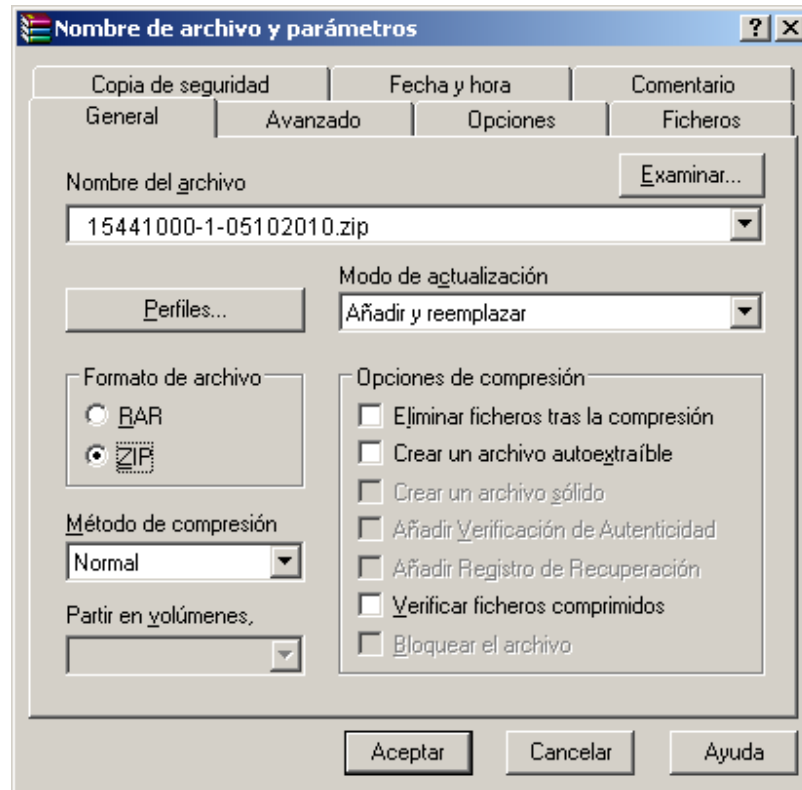 Nombre de archivo y parámetros
Copia de seguridad Fecha y hora Comentario
General Avanzado Opciones Ficheros
Nombre del archivo
Examinar...
15441000-1-05102010.zip
Modo de actualización
Perfiles...
Añadir y reemplazar
Formato de archivo
RAR
ZIP
Método de compresión
Normal
Partir en volúmenes,
Opciones de compresión
Eliminar ficheros tras la compresión
Crear un archivo autoextraíble
Crear un archivo sólido
Añadir Verificación de Autenticidad
Añadir Registro de Recuperación
Verificar ficheros comprimidos
Bloquear el archivo
Aceptar Cancelar Ayuda